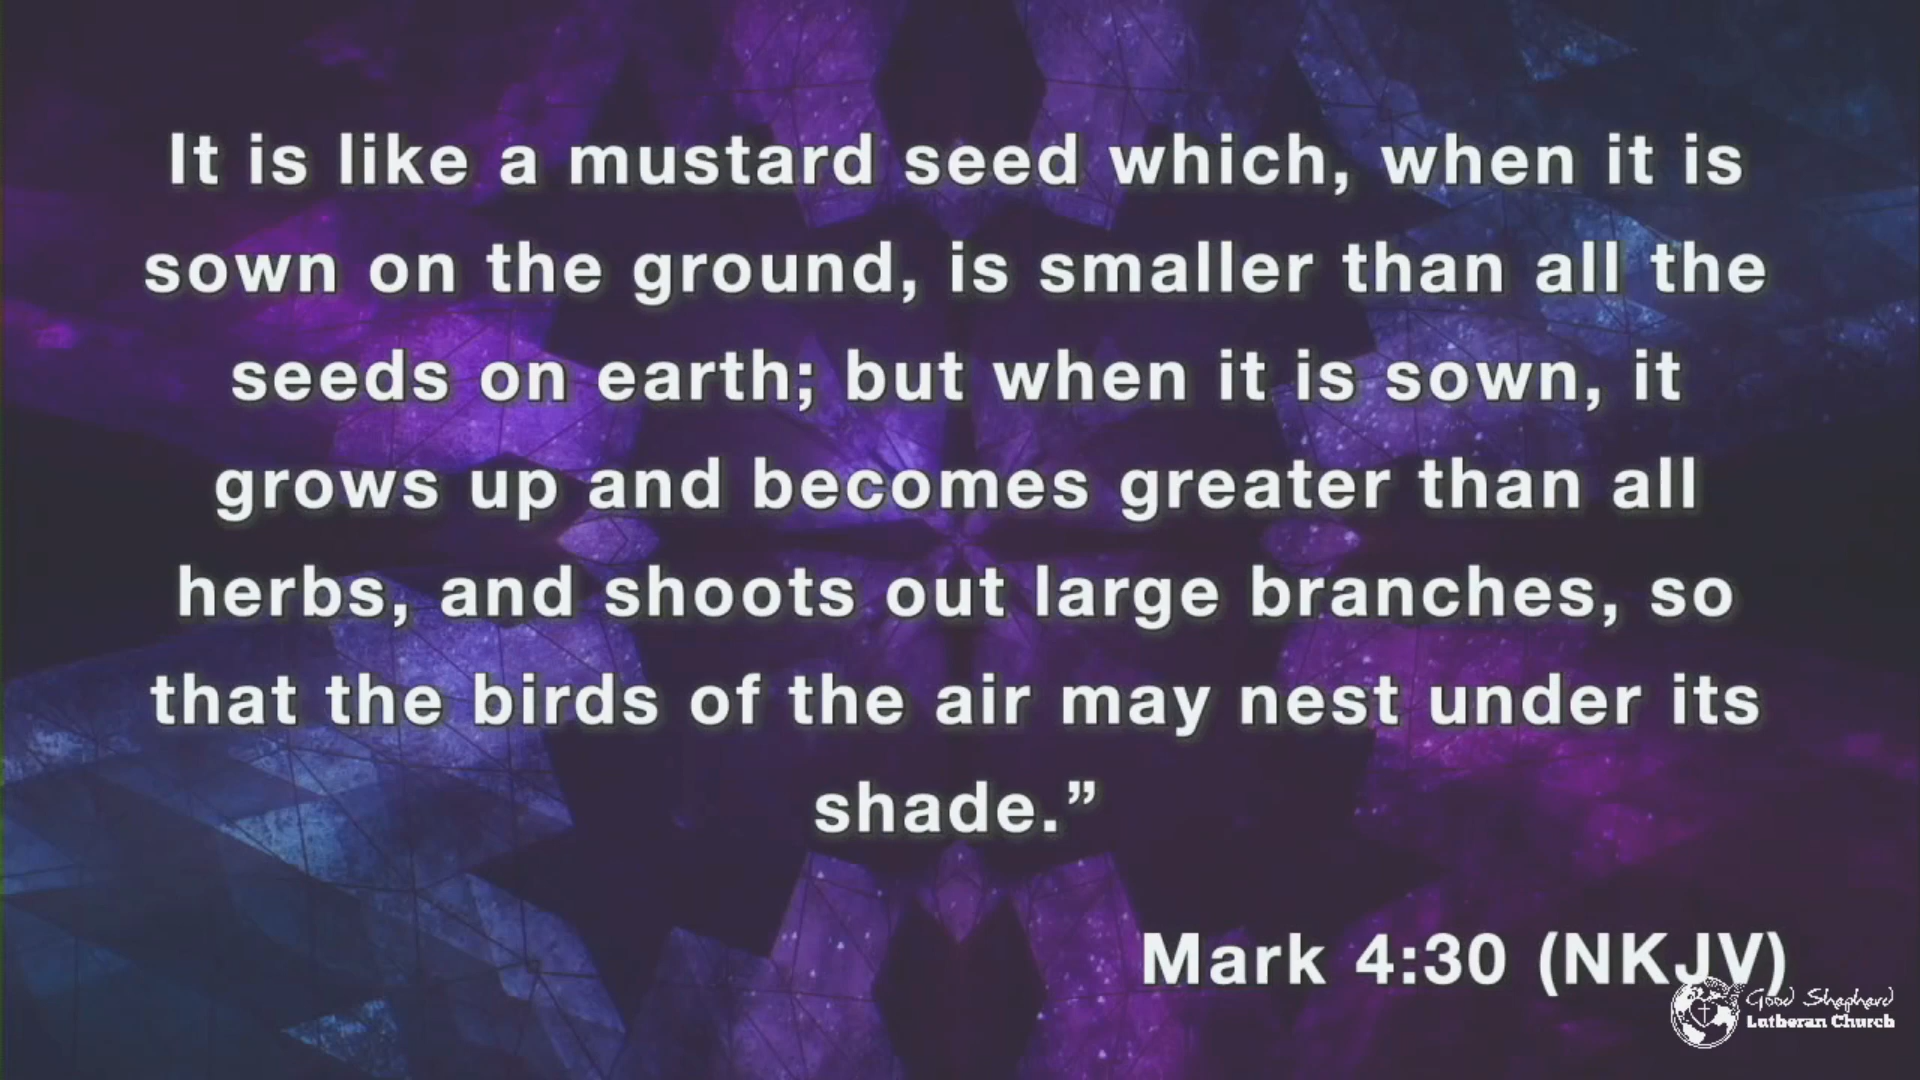 It is like a mustard seed which, when it is
sown on the ground, is smaller than all the
seeds on earth; but when it is sown, it
grows up and becomes greater than all
herbs, and shoots out large branches, so
that the birds of the air may nest under its
shade.”
Mark 4:30 (NKJV)
Good Shepherd
Lutheran Church